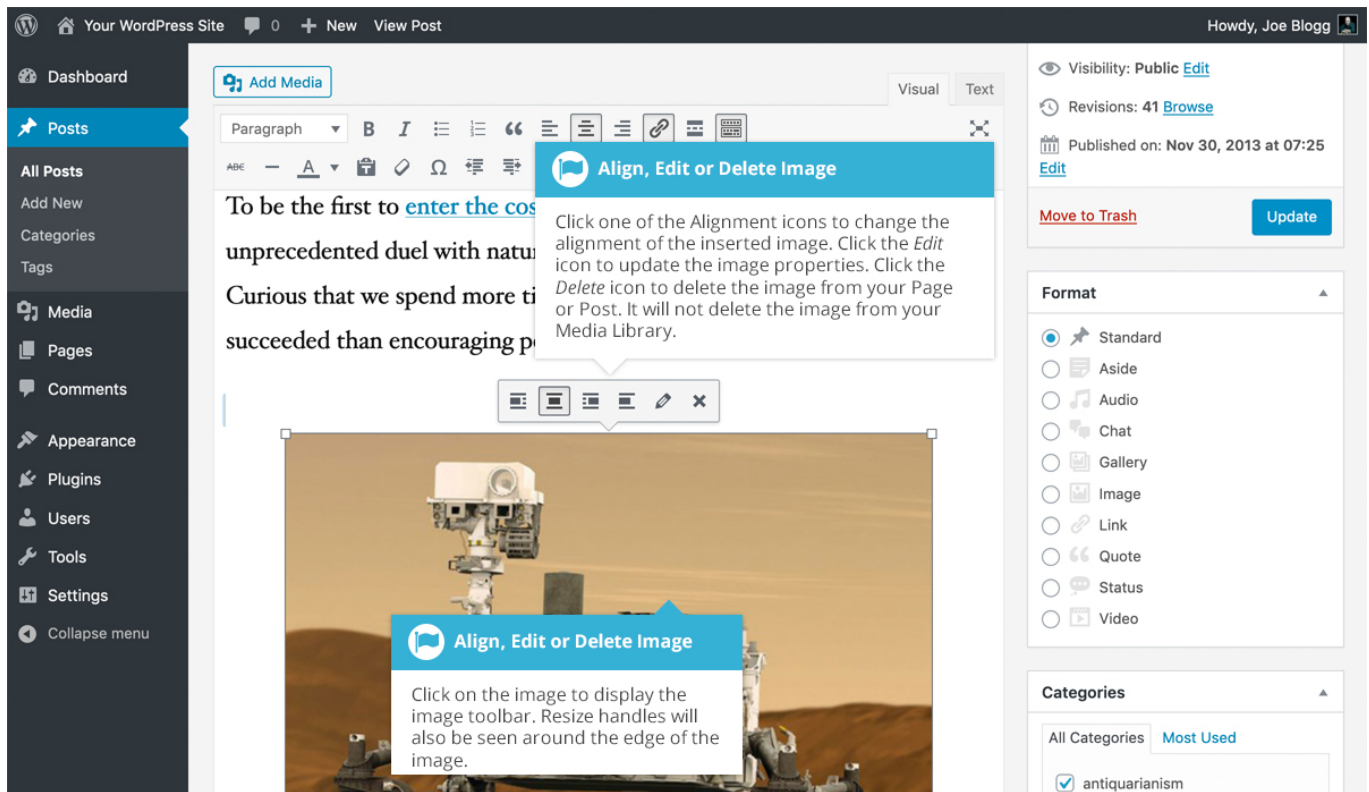 Your WordPress Site 0 New View Post Howdy, Joe Blogg
Dashboard
Posts
All Posts
Add New
Categories
Tags
Media
Pages
Comments
Appearance
Plugins
Users
Tools
Settings
Collapse menu
Add Media
Visual Text
Paragraph B I
ABC A
To be the first to enter the cos
unprecedented duel with natu
Curious that we spend more ti
succeeded than encouraging p
Align, Edit or Delete Image
Click one of the Alignment icons to change the
alignment of the inserted image. Click the Edit
icon to update the image properties. Click the
Delete icon to delete the image from your Page
or Post. It will not delete the image from your
Media Library.
Align, Edit or Delete Image
Click on the image to display the
image toolbar. Resize handles will
also be seen around the edge of the
image.
Visibility: Public Edit
Revisions: 41 Browse
Published on: Nov 30, 2013 at 07:25
Edit
Move to Trash Update
Format
Standard
Aside
Audio
Chat
Gallery
Image
Link
Quote
Status
Video
Categories
All Categories Most Used
antiquarianism